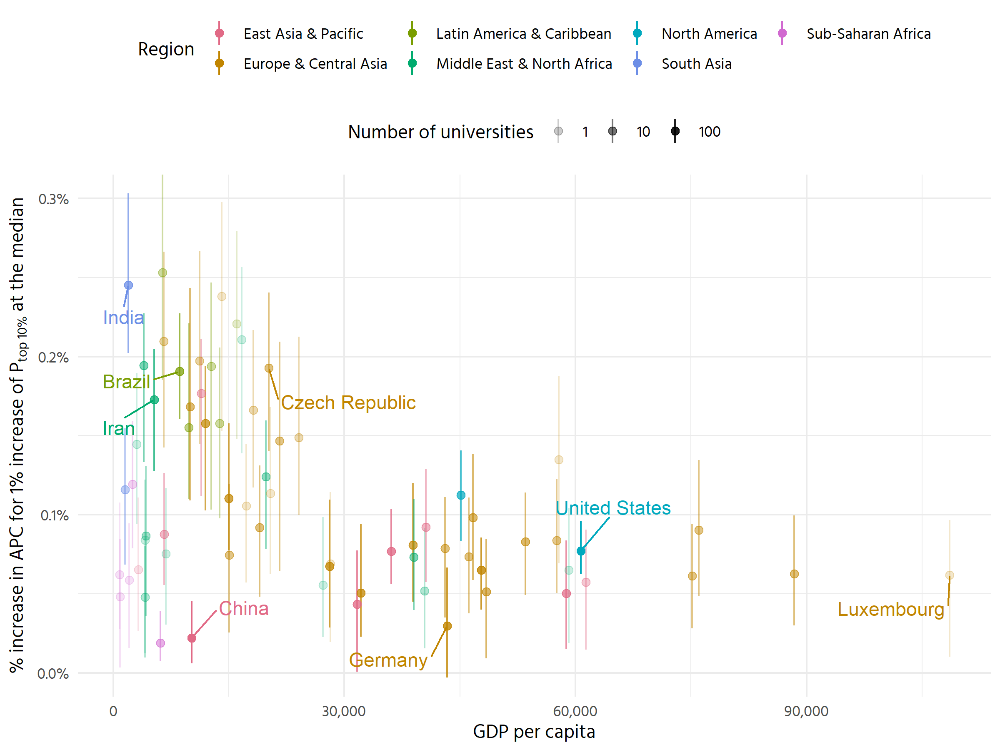 Region
East Asia & Pacific
Latin America & Caribbean
North America
Sub-Saharan Africa
Europe & Central Asia
Middle East & North Africa
South Asia
Number of universities
1
10
100
% increase in APC for 1% increase of P top 10% at the median
0.3%
0.2%
0.1%
0.0%
India
Brazil
Czech Republic
Iran
United States
China
Luxembourg
Germany
0
30,000
60,000
90,000
GDP per capita